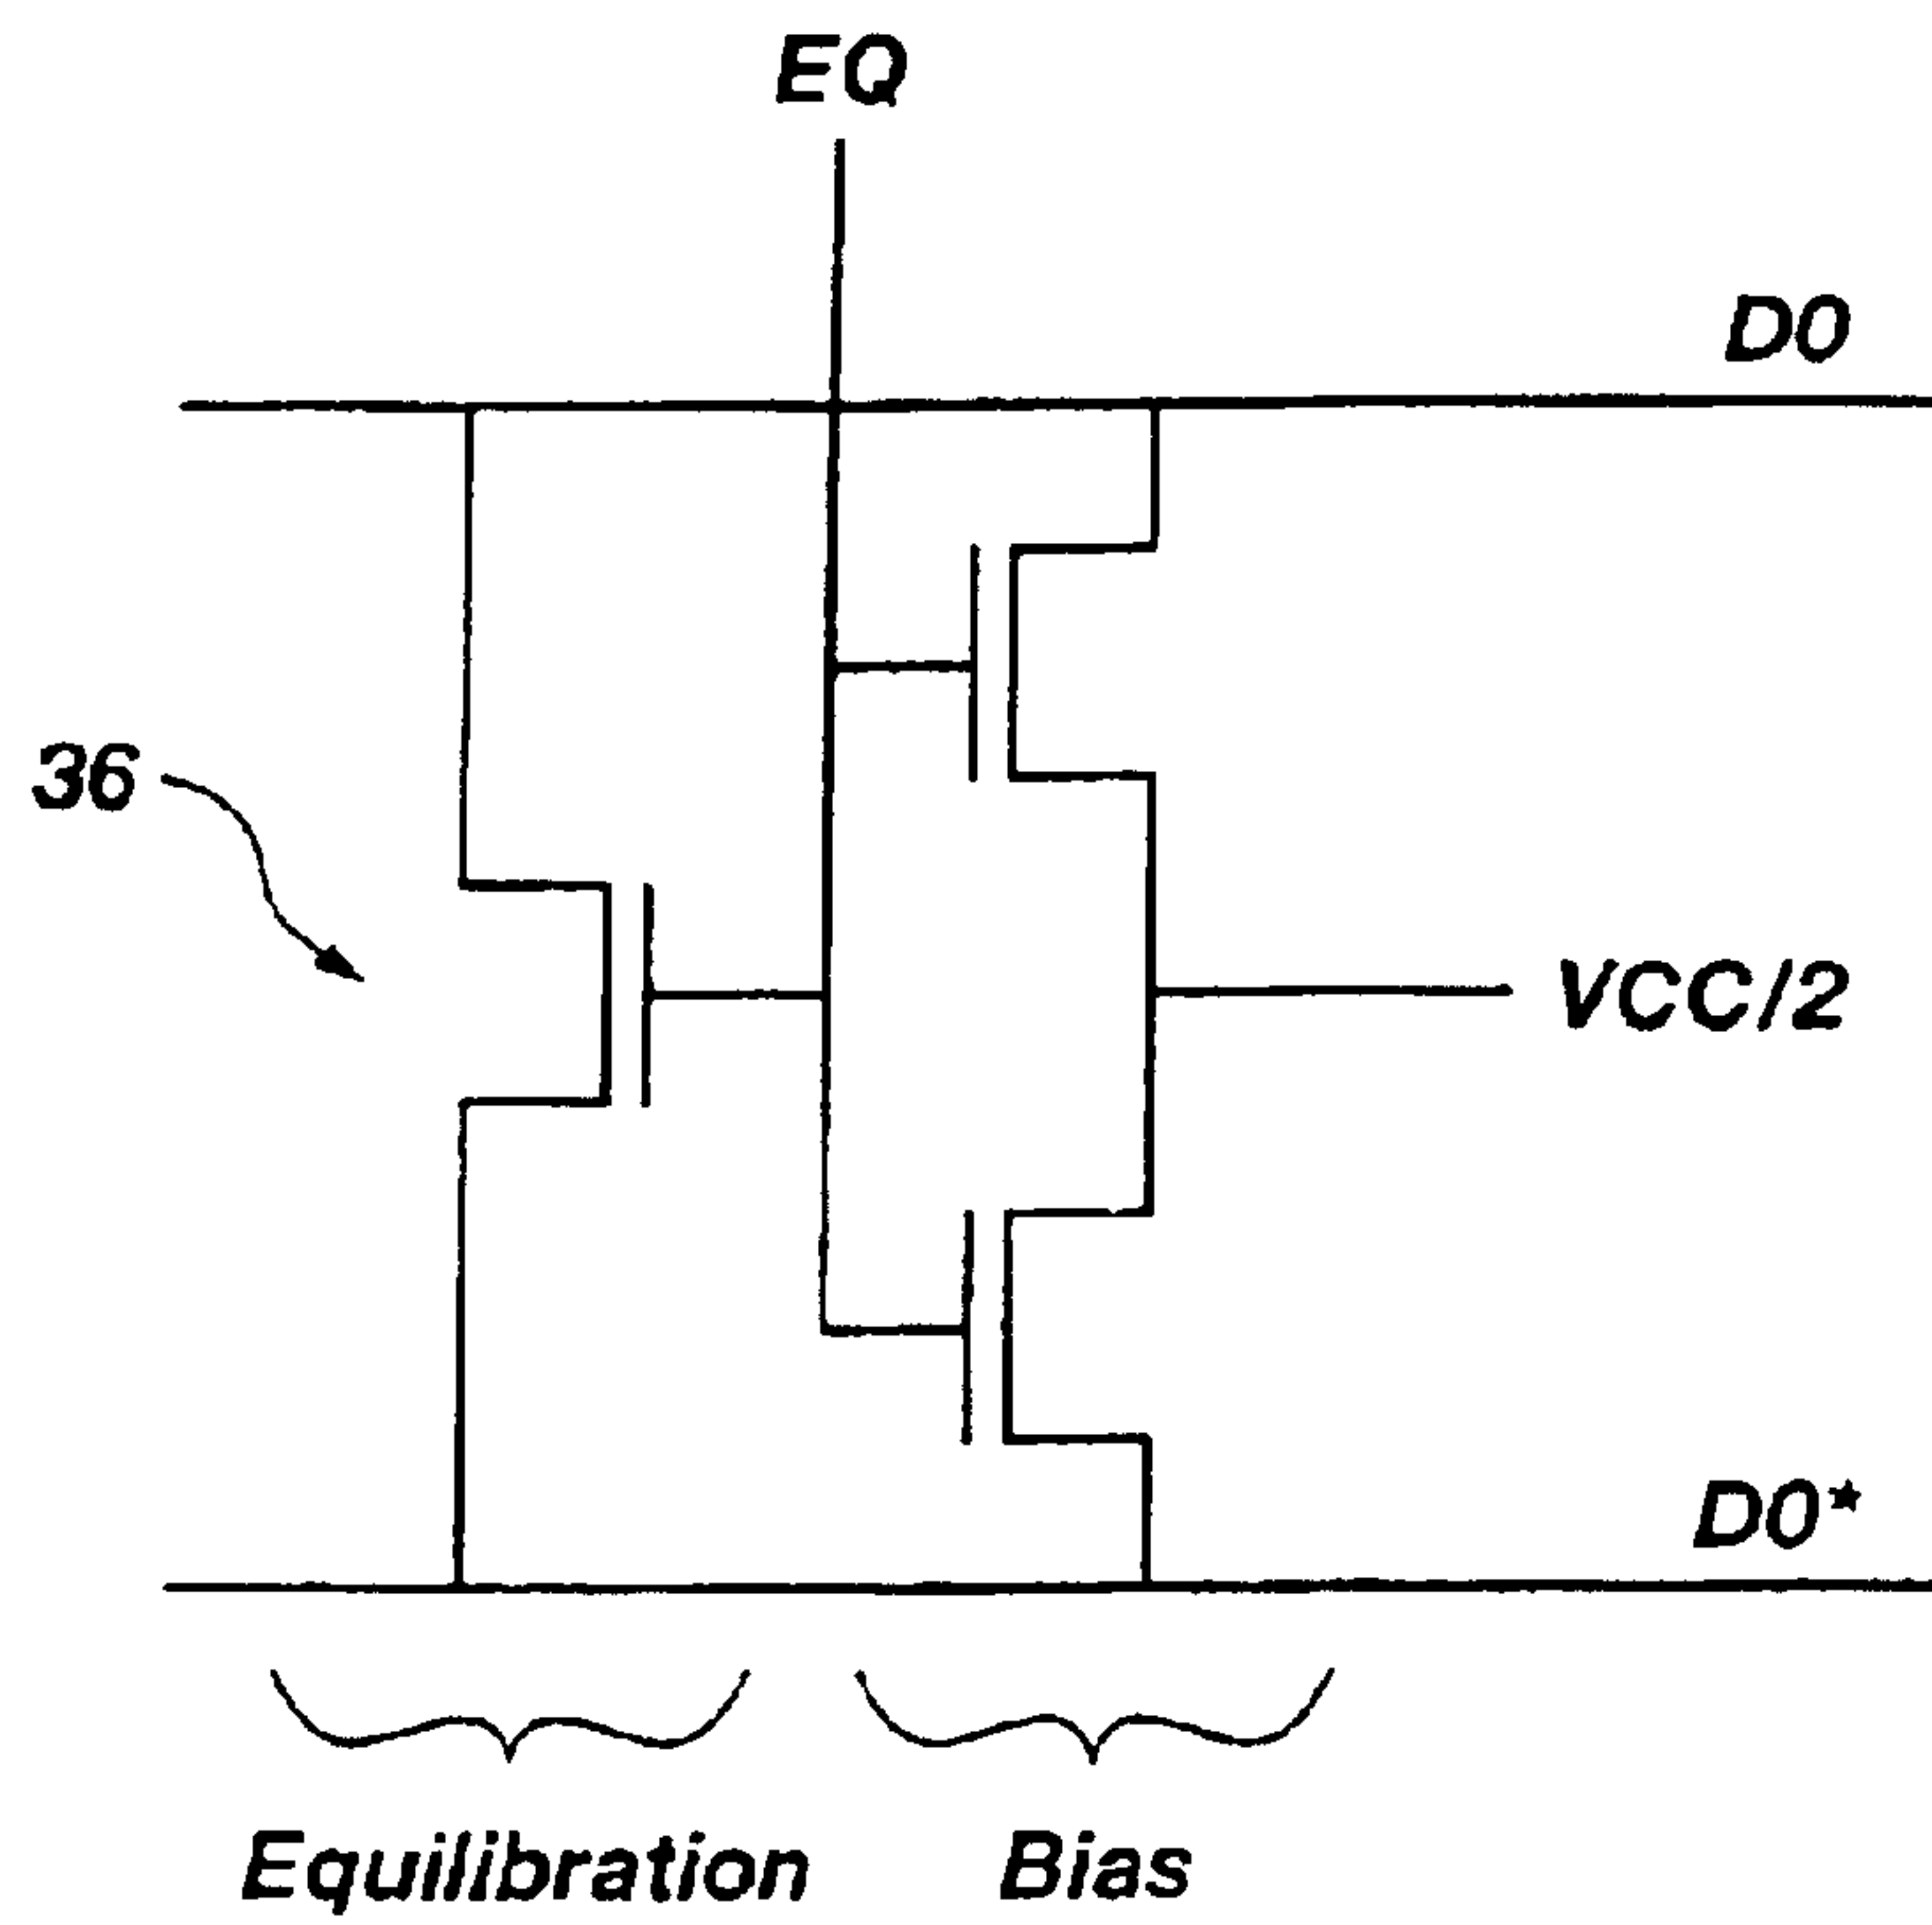 EQ
D0
36
VCC/2
D0*
Equilibration
Bias